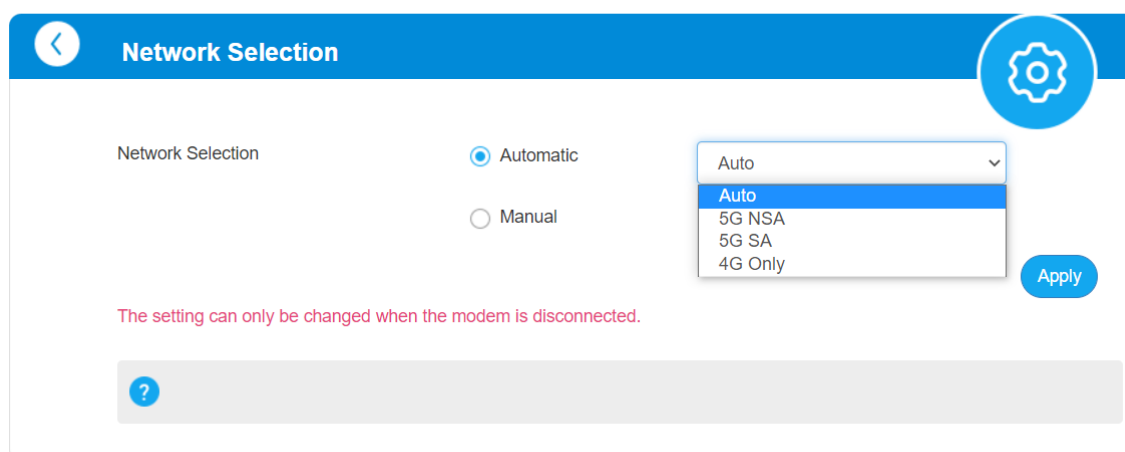 Network Selection
Network Selection
Automatic
Auto
Auto
Manual
5G NSA
5G SA
4G Only
Apply
The setting can only be changed when the modem is disconnected.
?